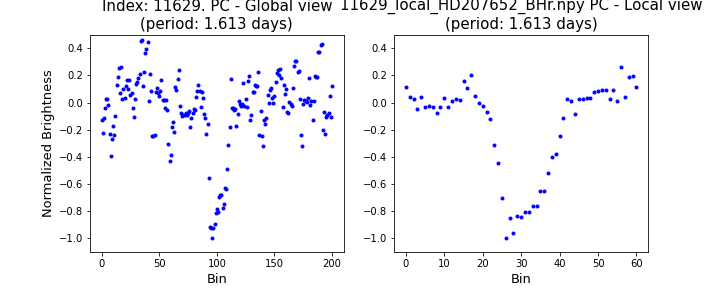 Index: 11629. PC - Global view
(period: 1.613 days)
11629_local_HD207652_BHr.npy PC - Local view
(period: 1.613 days)
Normalized Brightness
0.4
0.2
0.0
−0.2
−0.4
−0.6
−0.8
−1.0
0 50 100 150 200
Bin
0.4
0.2
0.0
−0.2
−0.4
−0.6
−0.8
−1.0
0 10 20 30 40 50 60
Bin